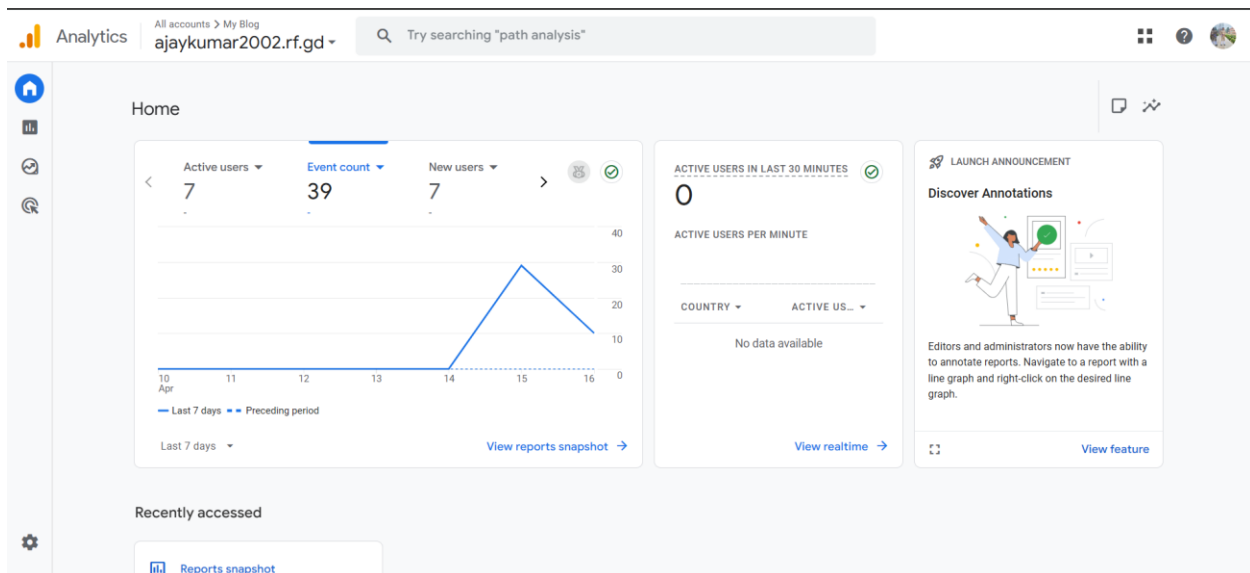 Analytics
All accounts > My Blog
ajaykumar2002.rf.gd
Try searching "path analysis"
Home
Active users
7
-
Event count
39
-
New users
7
-
40
30
20
10
0
10
Apr
11
12
13
14
15
16
Last 7 days
Preceding period
Last 7 days
View reports snapshot
ACTIVE USERS IN LAST 30 MINUTES
0
ACTIVE USERS PER MINUTE
COUNTRY
ACTIVE US...
No data available
View realtime
LAUNCH ANNOUNCEMENT
Discover Annotations
Editors and administrators now have the ability
to annotate reports. Navigate to a report with a
line graph and right-click on the desired line
graph.
View feature
Recently accessed
Reports snapshot